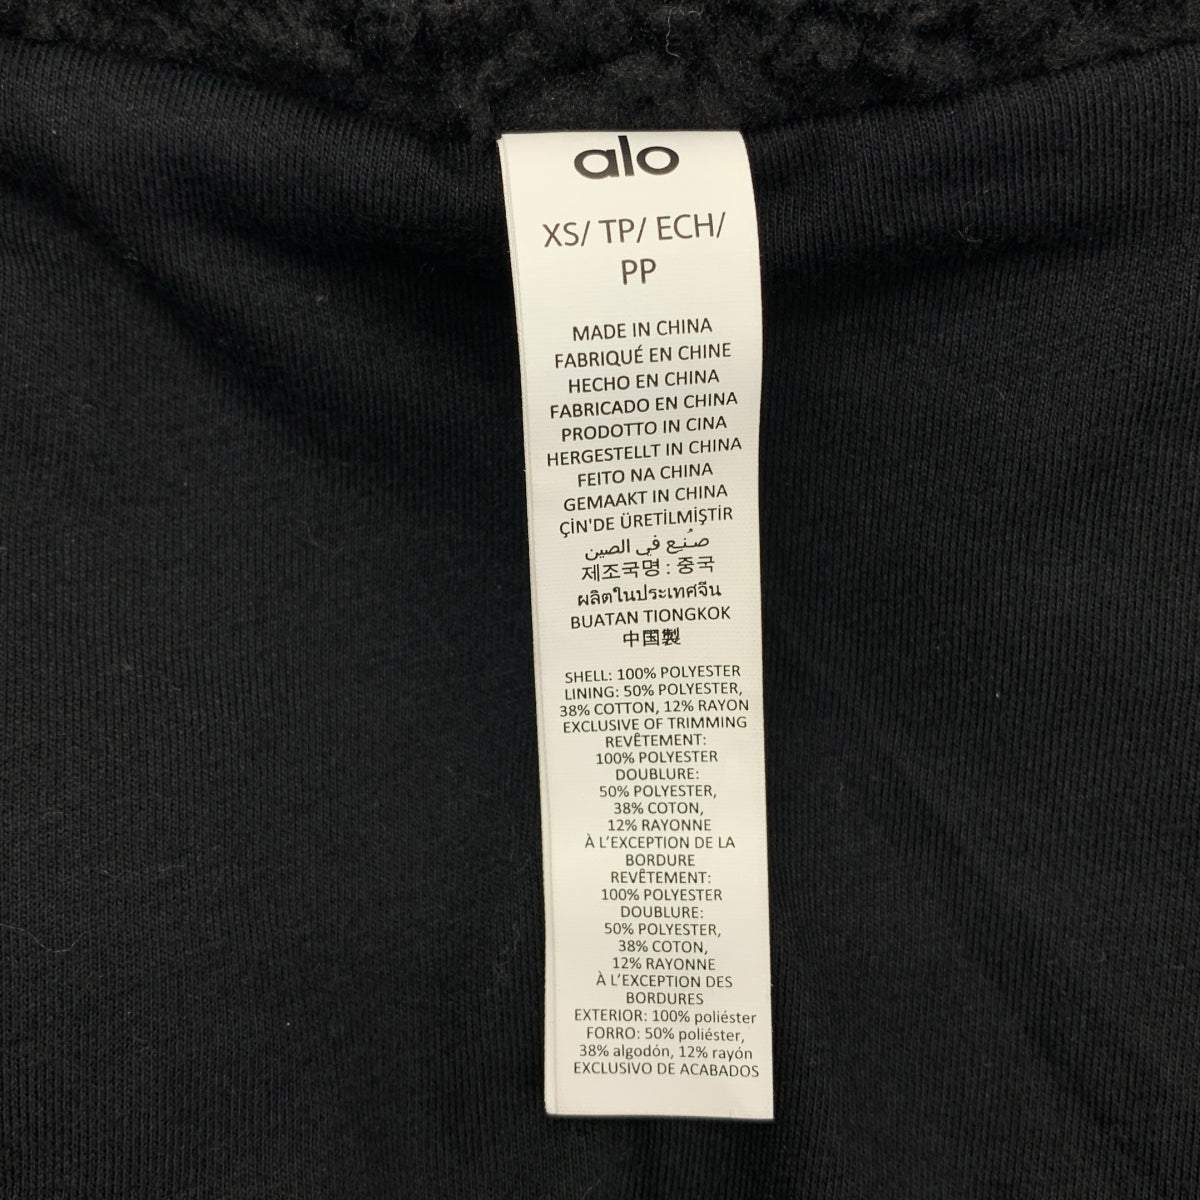 alo
XS/ TP/ ECH/
PP
MADE IN CHINA
FABRIQUÉ EN CHINE
HECHO EN CHINA
FABRICADO EN CHINA
PRODOTTO IN CINA
HERGESTELLT IN CHINA
FEITO NA CHINA
GEMAAKT IN CHINA
ÇİN'DE ÜRETİLMİŞTİR
صُنِع في الصين
제조국명 : 중국
ผลิตในประเทศจีน
BUATAN TIONGKOK
中国製
SHELL: 100% POLYESTER
LINING: 50% POLYESTER,
38% COTTON, 12% RAYON
EXCLUSIVE OF TRIMMING
REVÊTEMENT:
100% POLYESTER
DOUBLURE:
50% POLYESTER,
38% COTON,
12% RAYONNE
À L'EXCEPTION DE LA
BORDURE
REVÊTEMENT:
100% POLYESTER
DOUBLURE:
50% POLYESTER,
38% COTON,
12% RAYONNE
À L'EXCEPTION DES
BORDURES
EXTERIOR: 100% poliéster
FORRO: 50% poliéster,
38% algodón, 12% rayón
EXCLUSIVO DE ACABADOS